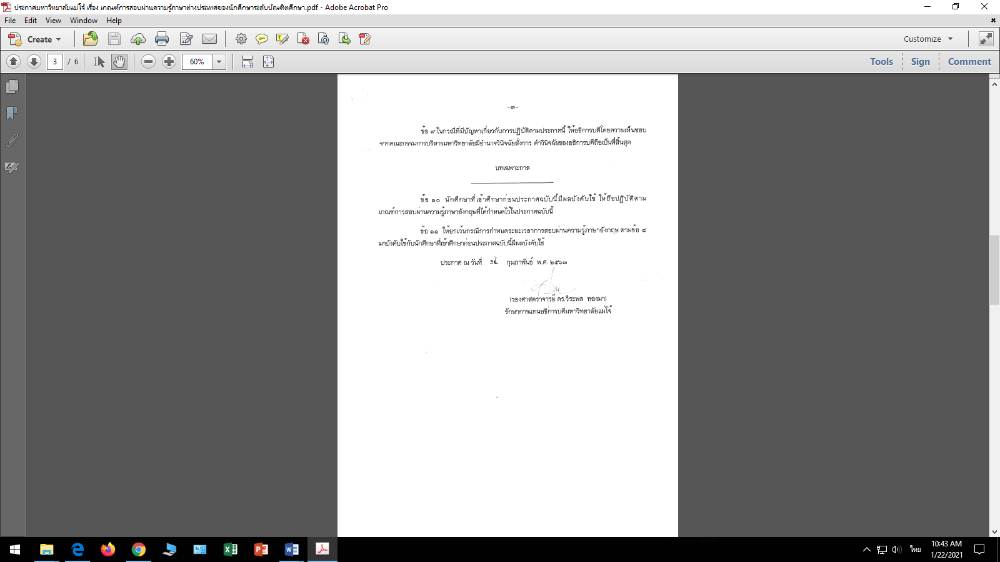 ประกาศมหาวิทยาลัยแม่โจ้ เรื่อง เกณฑ์การสอบผ่านความรู้ภาษาต่างประเทศของนักศึกษาระดับบัณฑิตศึกษา.pdf - Adobe Acrobat Pro
File Edit View Window Help
Create Customize
3 / 6 60% Tools Sign Comment
-๓-
ข้อ ๙ ในกรณีที่มีปัญหาเกี่ยวกับการปฏิบัติตามประกาศนี้ ให้อธิการบดีโดยความเห็นชอบ
จากคณะกรรมการบริหารมหาวิทยาลัยมีอำนาจวินิจฉัยสั่งการ คำวินิจฉัยของอธิการบดีถือเป็นที่สิ้นสุด
บทเฉพาะกาล
ข้อ ๑๐ นักศึกษาที่เข้าศึกษาก่อนประกาศฉบับนี้มีผลบังคับใช้ ให้ถือปฏิบัติตาม
เกณฑ์การสอบผ่านความรู้ภาษาอังกฤษที่ได้กำหนดไว้ในประกาศฉบับนี้
ข้อ ๑๑ ให้ยกเว้นกรณีการกำหนดระยะเวลาการสอบผ่านความรู้ภาษาอังกฤษ ตามข้อ ๘
มาบังคับใช้กับนักศึกษาที่เข้าศึกษาก่อนประกาศฉบับนี้มีผลบังคับใช้
ประกาศ ณ วันที่ กุมภาพันธ์ พ.ศ. ๒๕๖๓
(รองศาสตราจารย์ ดร.วีระพล ทองมา)
รักษาการแทนอธิการบดีมหาวิทยาลัยแม่โจ้
ไทย 10:43 AM
1/22/2021